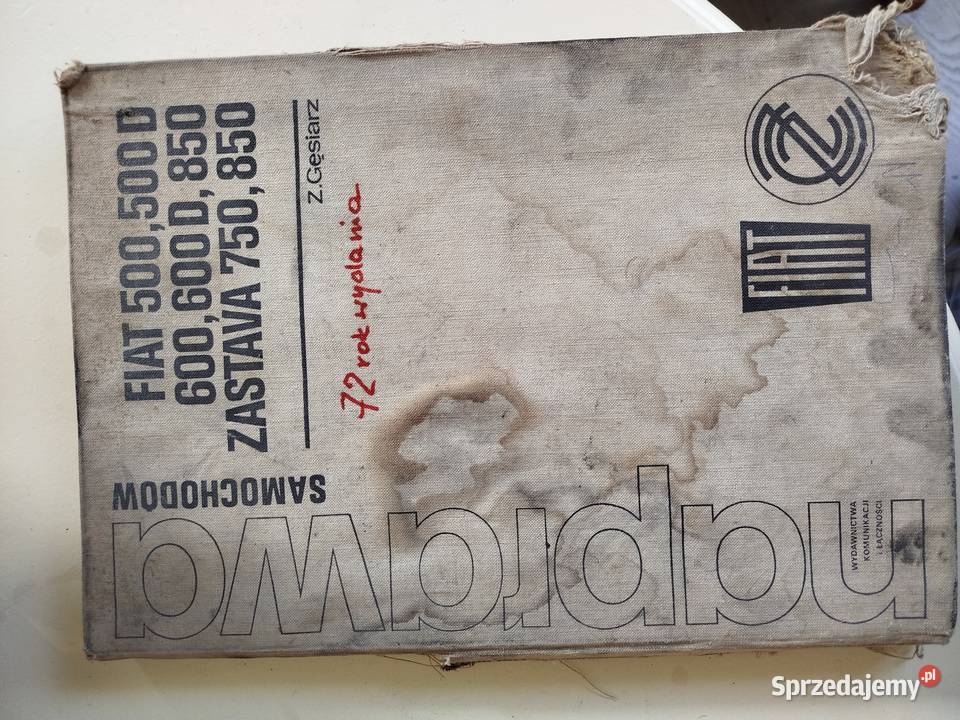 naprawa
SAMOCHODÓW
FIAT 500, 500 D
600, 600 D, 850
ZASTAVA 750, 850
Z. Gęsiarz
72 rok wydania
FIAT
WYDAWNICTWA
KOMUNIKACJI
I ŁĄCZNOŚCI
Sprzedajemy.pl